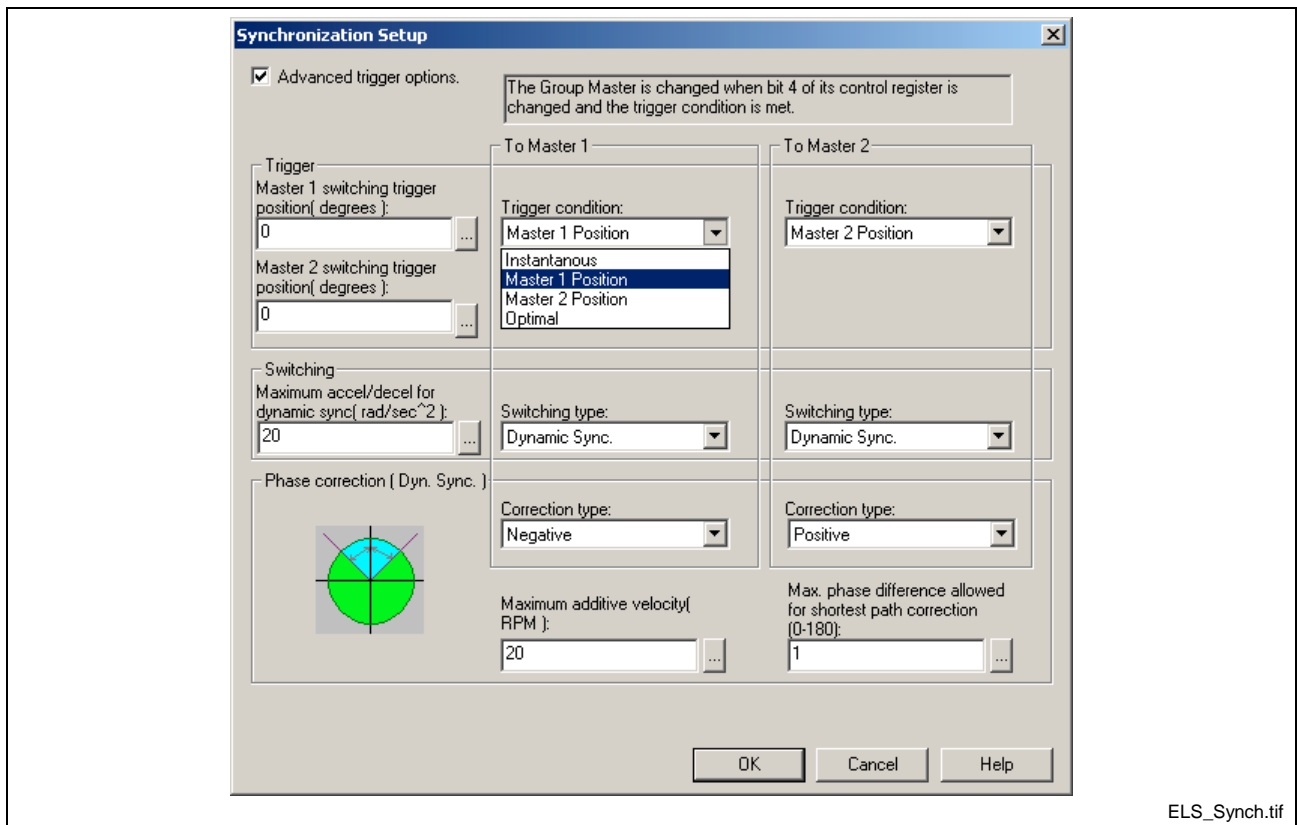 Synchronization Setup
Advanced trigger options.
The Group Master is changed when bit 4 of its control register is
changed and the trigger condition is met.
To Master 1
To Master 2
Trigger
Master 1 switching trigger
position( degrees ):
0
...
Trigger condition:
Master 1 Position
Instantanous
Master 1 Position
Master 2 Position
Optimal
Trigger condition:
Master 2 Position
Master 2 switching trigger
position( degrees ):
0
...
Switching
Maximum accel/decel for
dynamic sync( rad/sec^2 ):
20
...
Switching type:
Dynamic Sync.
Switching type:
Dynamic Sync.
Phase correction ( Dyn. Sync. )
Correction type:
Negative
Correction type:
Positive
Maximum additive velocity(
RPM ):
20
...
Max. phase difference allowed
for shortest path correction
(0-180):
1
...
OK
Cancel
Help
ELS_Synch.tif